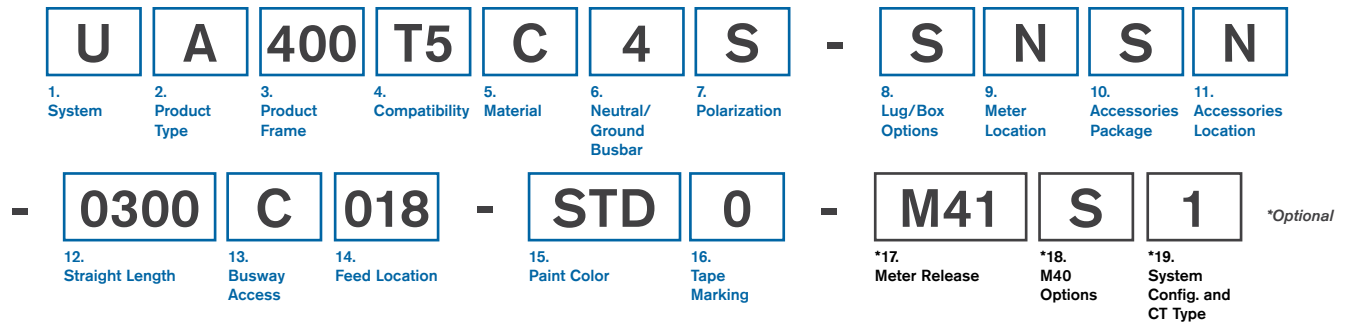 U A 400 T5 C 4 S - S N S N
1. 2. 3. 4. 5. 6. 7. 8. 9. 10. 11.
System Product Product Compatibility Material Neutral/ Polarization Lug/Box Meter Accessories Accessories
Type Frame Ground Options Location Package Location
Busbar
- 0300 C 018 - STD 0 - M41 S 1 *Optional
12. 13. 14. 15. 16. *17. *18. *19.
Straight Length Busway Feed Location Paint Color Tape Meter Release M40 System
Access Marking Options Config. and
CT Type